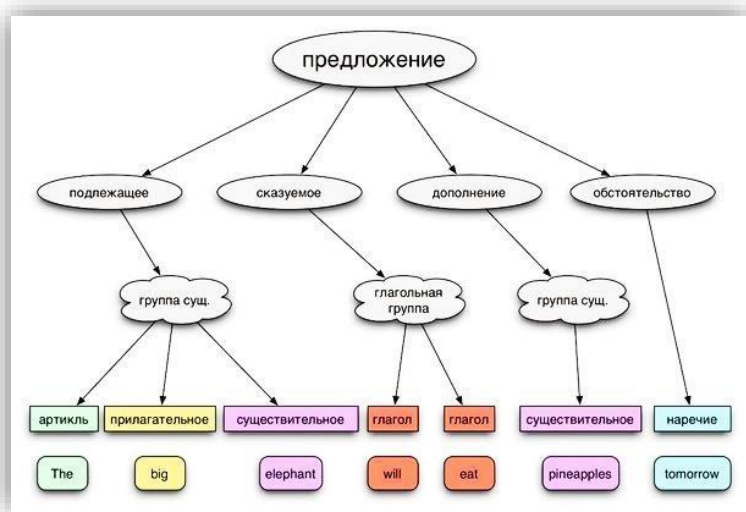 предложение
подлежащее
сказуемое
дополнение
обстоятельство
группа сущ.
глагольная
группа
группа сущ.
артикль
прилагательное
существительное
глагол
глагол
существительное
наречие
The
big
elephant
will
eat
pineapples
tomorrow